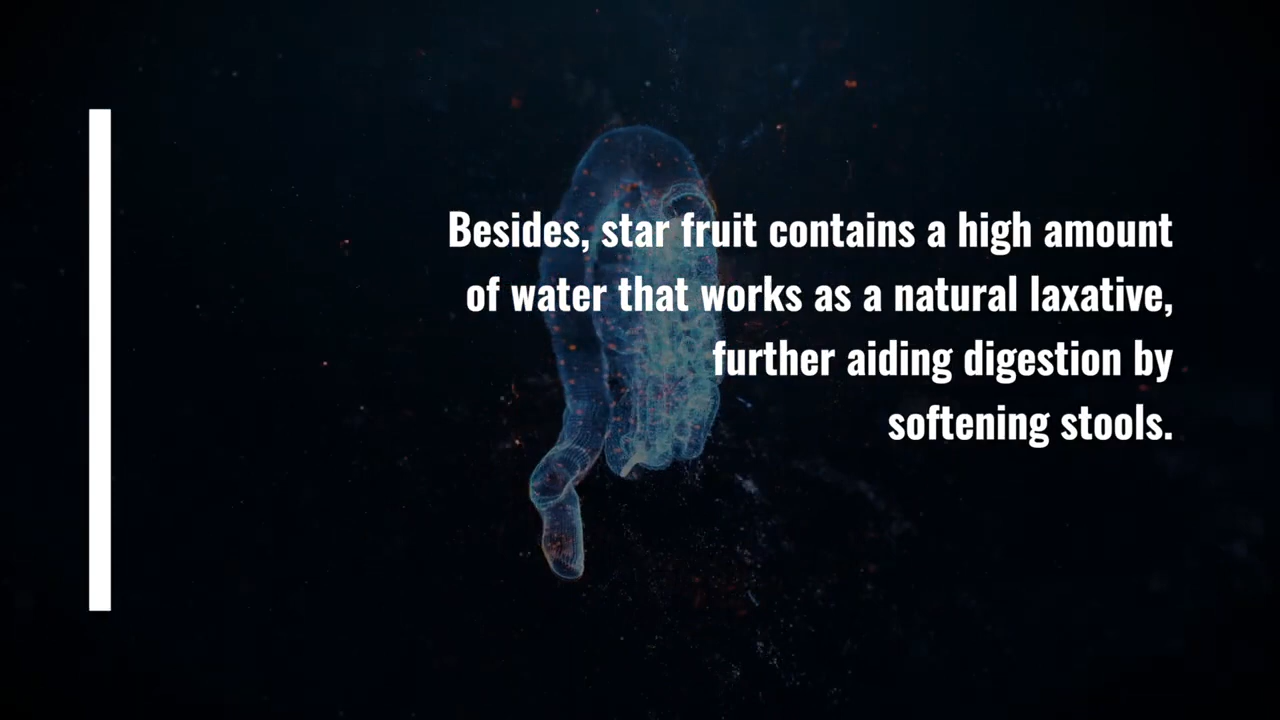 Besides, star fruit contains a high amount
of water that works as a natural laxative,
further aiding digestion by
softening stools.